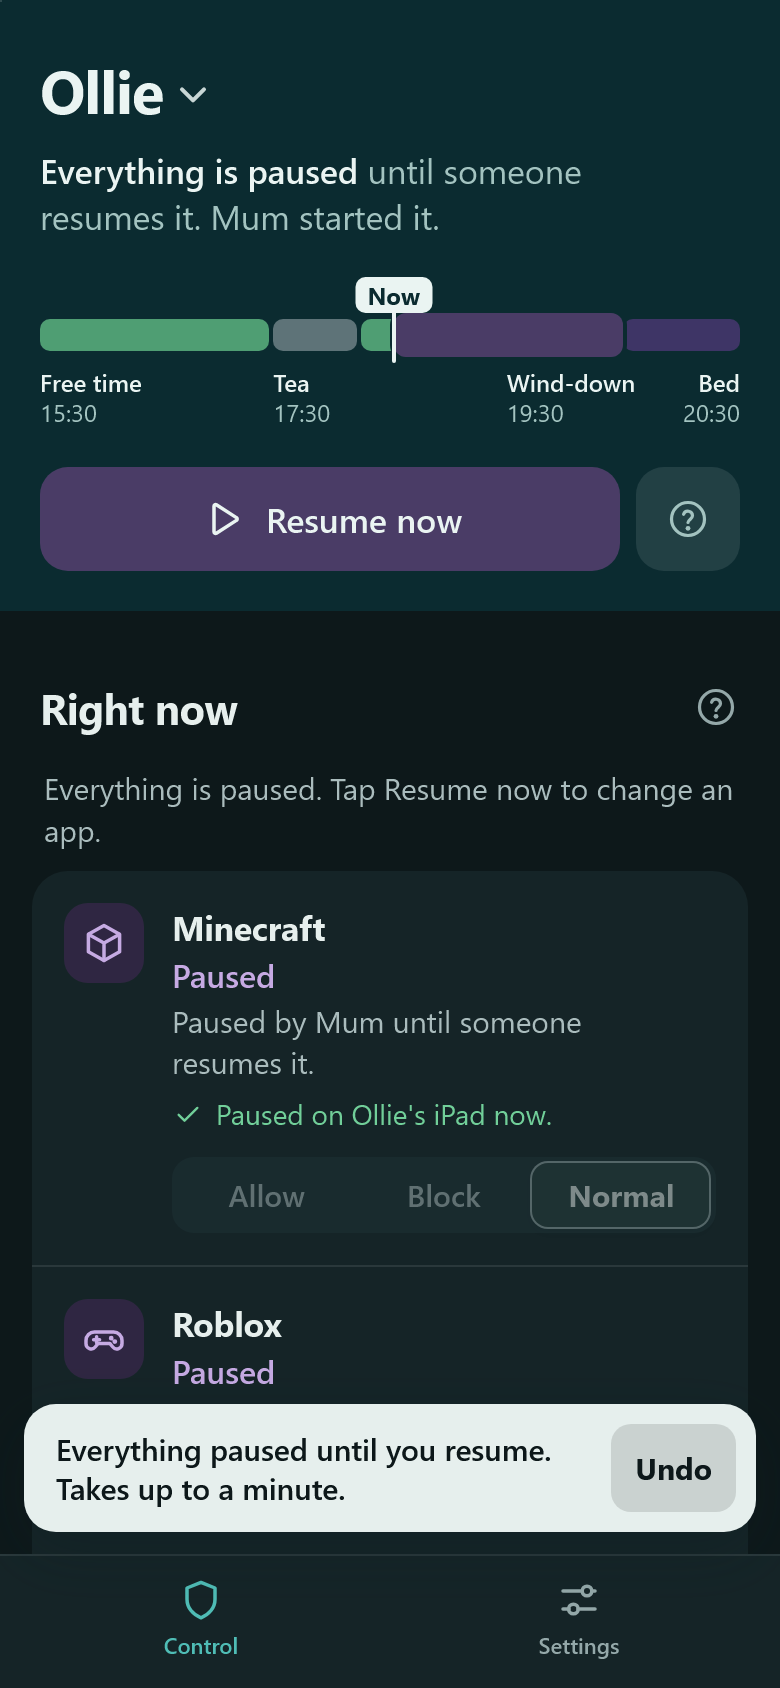 Ollie
Everything is paused until someone
resumes it. Mum started it.
Now
Free time
15:30
Tea
17:30
Wind-down
19:30
Bed
20:30
Resume now
Right now
Everything is paused. Tap Resume now to change an
app.
Minecraft
Paused
Paused by Mum until someone
resumes it.
Paused on Ollie's iPad now.
Allow
Block
Normal
Roblox
Paused
Everything paused until you resume.
Takes up to a minute.
Undo
Control
Settings